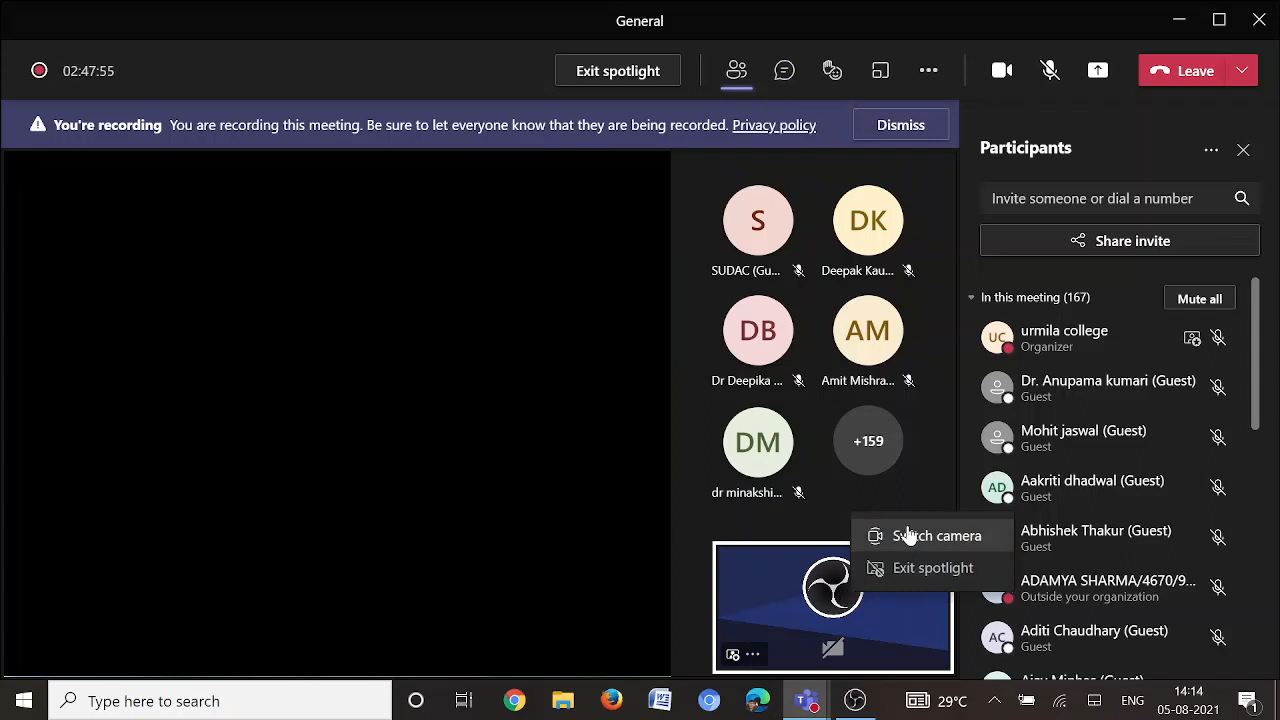 General
02:47:55
Exit spotlight
Leave
You're recording You are recording this meeting. Be sure to let everyone know that they are being recorded. Privacy policy
Dismiss
S
DK
SUDAC (Gu...
Deepak Kau...
DB
AM
Dr Deepika ...
Amit Mishra...
DM
+159
dr minakshi...
Switch camera
Exit spotlight
Participants
Invite someone or dial a number
Share invite
In this meeting (167)
Mute all
UC
urmila college
Organizer
Dr. Anupama kumari (Guest)
Guest
Mohit jaswal (Guest)
Guest
AD
Aakriti dhadwal (Guest)
Guest
Abhishek Thakur (Guest)
Guest
ADAMYA SHARMA/4670/9...
Outside your organization
AC
Aditi Chaudhary (Guest)
Guest
Type here to search
29°C
ENG
14:14
05-08-2021
1